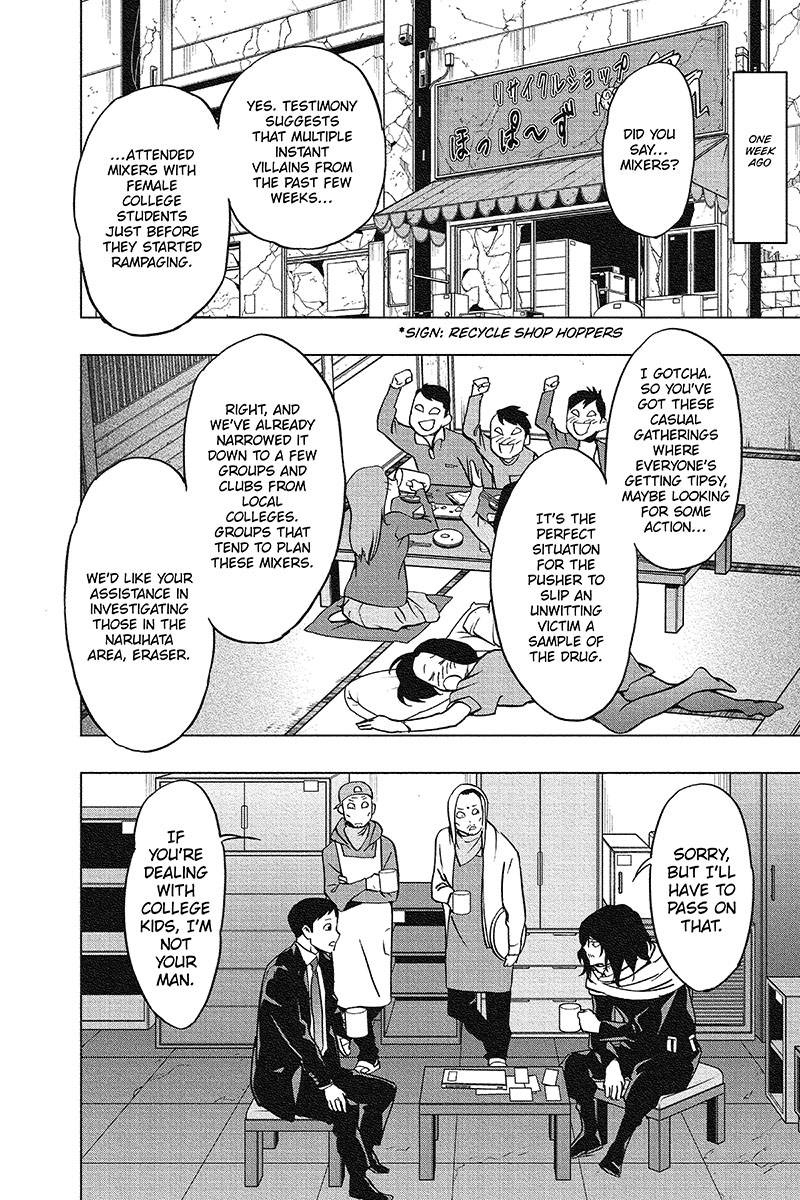 ONE
WEEK
AGO
リサイクルショップ
ほっぱ〜ず
DID YOU
SAY...
MIXERS?
YES. TESTIMONY
SUGGESTS
THAT MULTIPLE
INSTANT
VILLAINS FROM
THE PAST FEW
WEEKS...
...ATTENDED
MIXERS WITH
FEMALE
COLLEGE
STUDENTS
JUST BEFORE
THEY STARTED
RAMPAGING.
*SIGN: RECYCLE SHOP HOPPERS
I GOTCHA.
SO YOU'VE
GOT THESE
CASUAL
GATHERINGS
WHERE
EVERYONE'S
GETTING TIPSY,
MAYBE LOOKING
FOR SOME
ACTION...
IT'S THE
PERFECT
SITUATION
FOR THE
PUSHER TO
SLIP AN
UNWITTING
VICTIM A
SAMPLE OF
THE DRUG.
RIGHT, AND
WE'VE ALREADY
NARROWED IT
DOWN TO A FEW
GROUPS AND
CLUBS FROM
LOCAL
COLLEGES.
GROUPS THAT
TEND TO PLAN
THESE MIXERS.
WE'D LIKE YOUR
ASSISTANCE IN
INVESTIGATING
THOSE IN THE
NARUHATA
AREA, ERASER.
SORRY,
BUT I'LL
HAVE TO
PASS ON
THAT.
IF
YOU'RE
DEALING
WITH
COLLEGE
KIDS, I'M
NOT
YOUR
MAN.